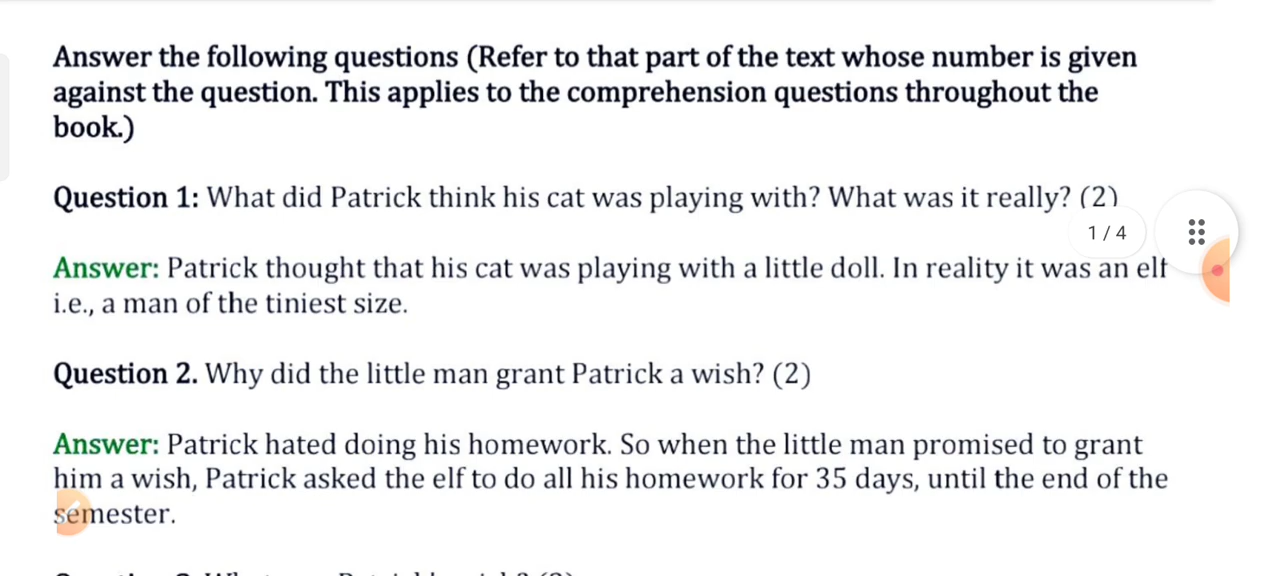 Answer the following questions (Refer to that part of the text whose number is given
against the question. This applies to the comprehension questions throughout the
book.)
Question 1: What did Patrick think his cat was playing with? What was it really? (2)
1 / 4
Answer: Patrick thought that his cat was playing with a little doll. In reality it was an elf
i.e., a man of the tiniest size.
Question 2. Why did the little man grant Patrick a wish? (2)
Answer: Patrick hated doing his homework. So when the little man promised to grant
him a wish, Patrick asked the elf to do all his homework for 35 days, until the end of the
semester.